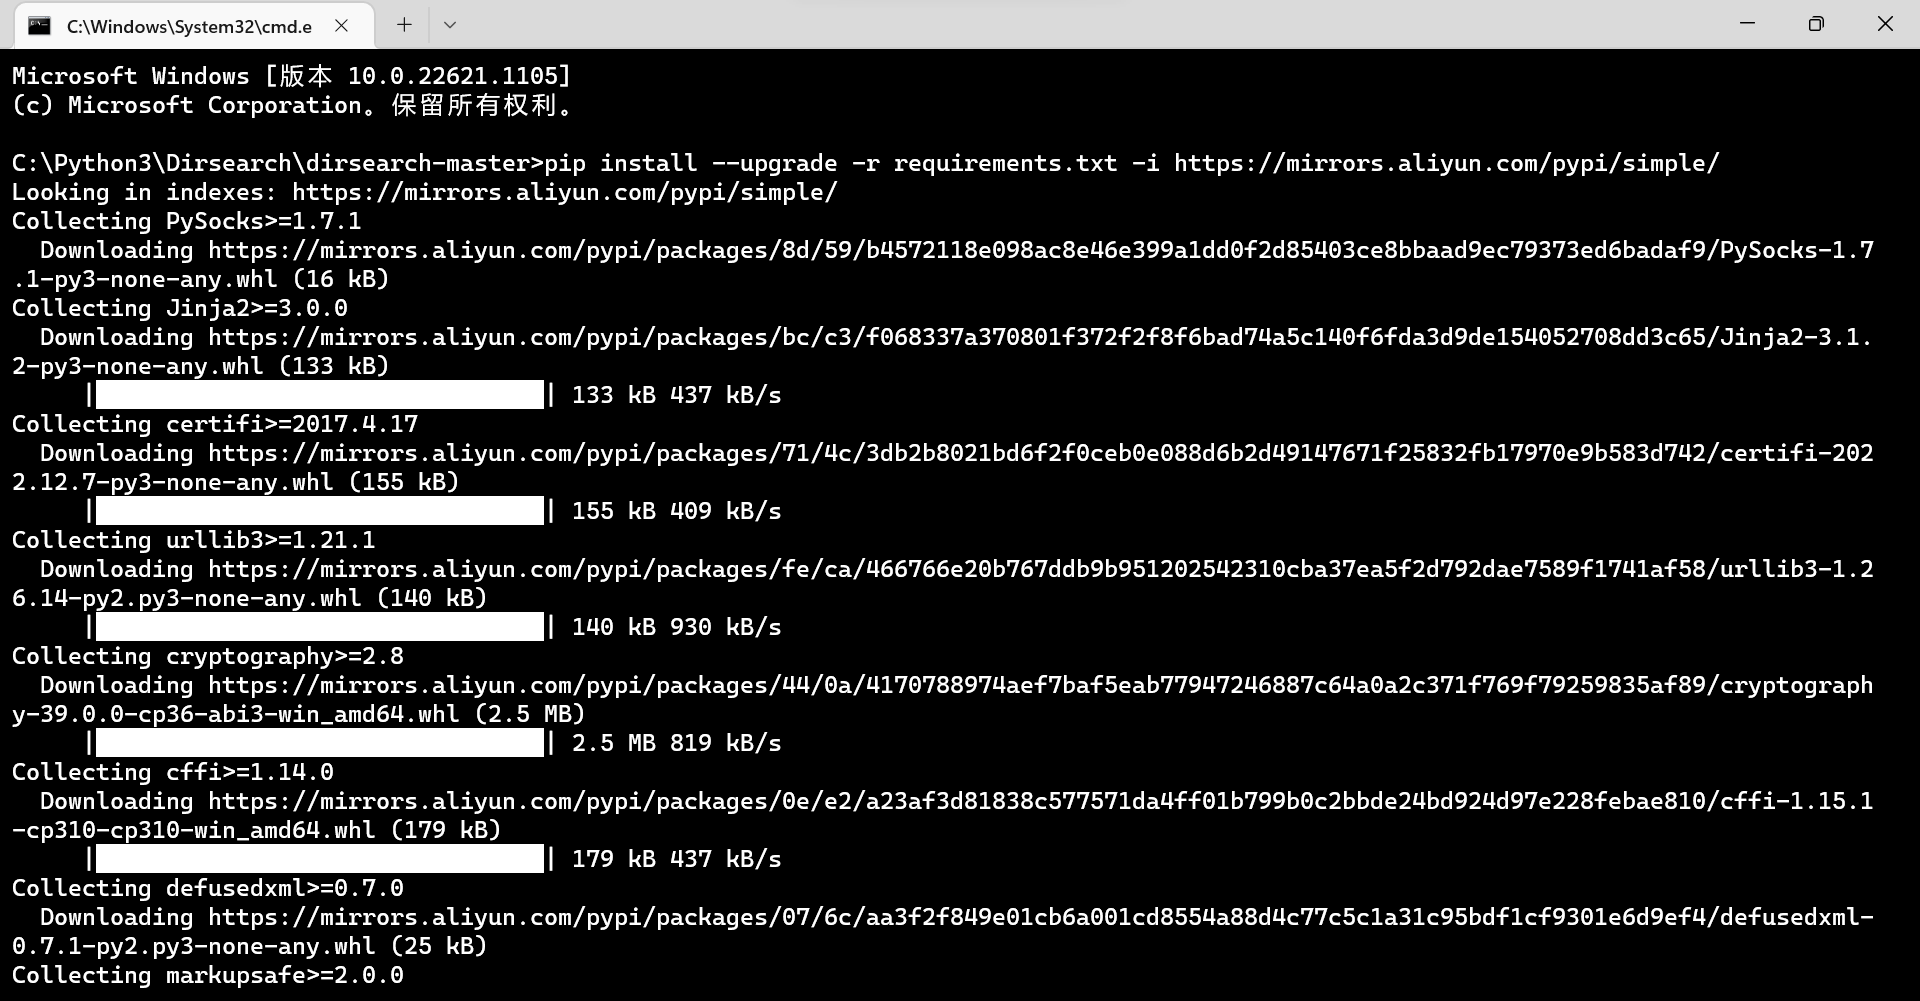 C:\Windows\System32\cmd.e
Microsoft Windows [版本 10.0.22621.1105]
(c) Microsoft Corporation。保留所有权利。
C:\Python3\Dirsearch\dirsearch-master>pip install --upgrade -r requirements.txt -i https://mirrors.aliyun.com/pypi/simple/
Looking in indexes: https://mirrors.aliyun.com/pypi/simple/
Collecting PySocks>=1.7.1
  Downloading https://mirrors.aliyun.com/pypi/packages/8d/59/b4572118e098ac8e46e399a1dd0f2d85403ce8bbaad9ec79373ed6badaf9/PySocks-1.7
.1-py3-none-any.whl (16 kB)
Collecting Jinja2>=3.0.0
  Downloading https://mirrors.aliyun.com/pypi/packages/bc/c3/f068337a370801f372f2f8f6bad74a5c140f6fda3d9de154052708dd3c65/Jinja2-3.1.
2-py3-none-any.whl (133 kB)
| | 133 kB 437 kB/s
Collecting certifi>=2017.4.17
  Downloading https://mirrors.aliyun.com/pypi/packages/71/4c/3db2b8021bd6f2f0ceb0e088d6b2d49147671f25832fb17970e9b583d742/certifi-202
2.12.7-py3-none-any.whl (155 kB)
| | 155 kB 409 kB/s
Collecting urllib3>=1.21.1
  Downloading https://mirrors.aliyun.com/pypi/packages/fe/ca/466766e20b767ddb9b951202542310cba37ea5f2d792dae7589f1741af58/urllib3-1.2
6.14-py2.py3-none-any.whl (140 kB)
| | 140 kB 930 kB/s
Collecting cryptography>=2.8
  Downloading https://mirrors.aliyun.com/pypi/packages/44/0a/4170788974aef7baf5eab77947246887c64a0a2c371f769f79259835af89/cryptograph
y-39.0.0-cp36-abi3-win_amd64.whl (2.5 MB)
| | 2.5 MB 819 kB/s
Collecting cffi>=1.14.0
  Downloading https://mirrors.aliyun.com/pypi/packages/0e/e2/a23af3d81838c577571da4ff01b799b0c2bbde24bd924d97e228febae810/cffi-1.15.1
-cp310-cp310-win_amd64.whl (179 kB)
| | 179 kB 437 kB/s
Collecting defusedxml>=0.7.0
  Downloading https://mirrors.aliyun.com/pypi/packages/07/6c/aa3f2f849e01cb6a001cd8554a88d4c77c5c1a31c95bdf1cf9301e6d9ef4/defusedxml-
0.7.1-py2.py3-none-any.whl (25 kB)
Collecting markupsafe>=2.0.0